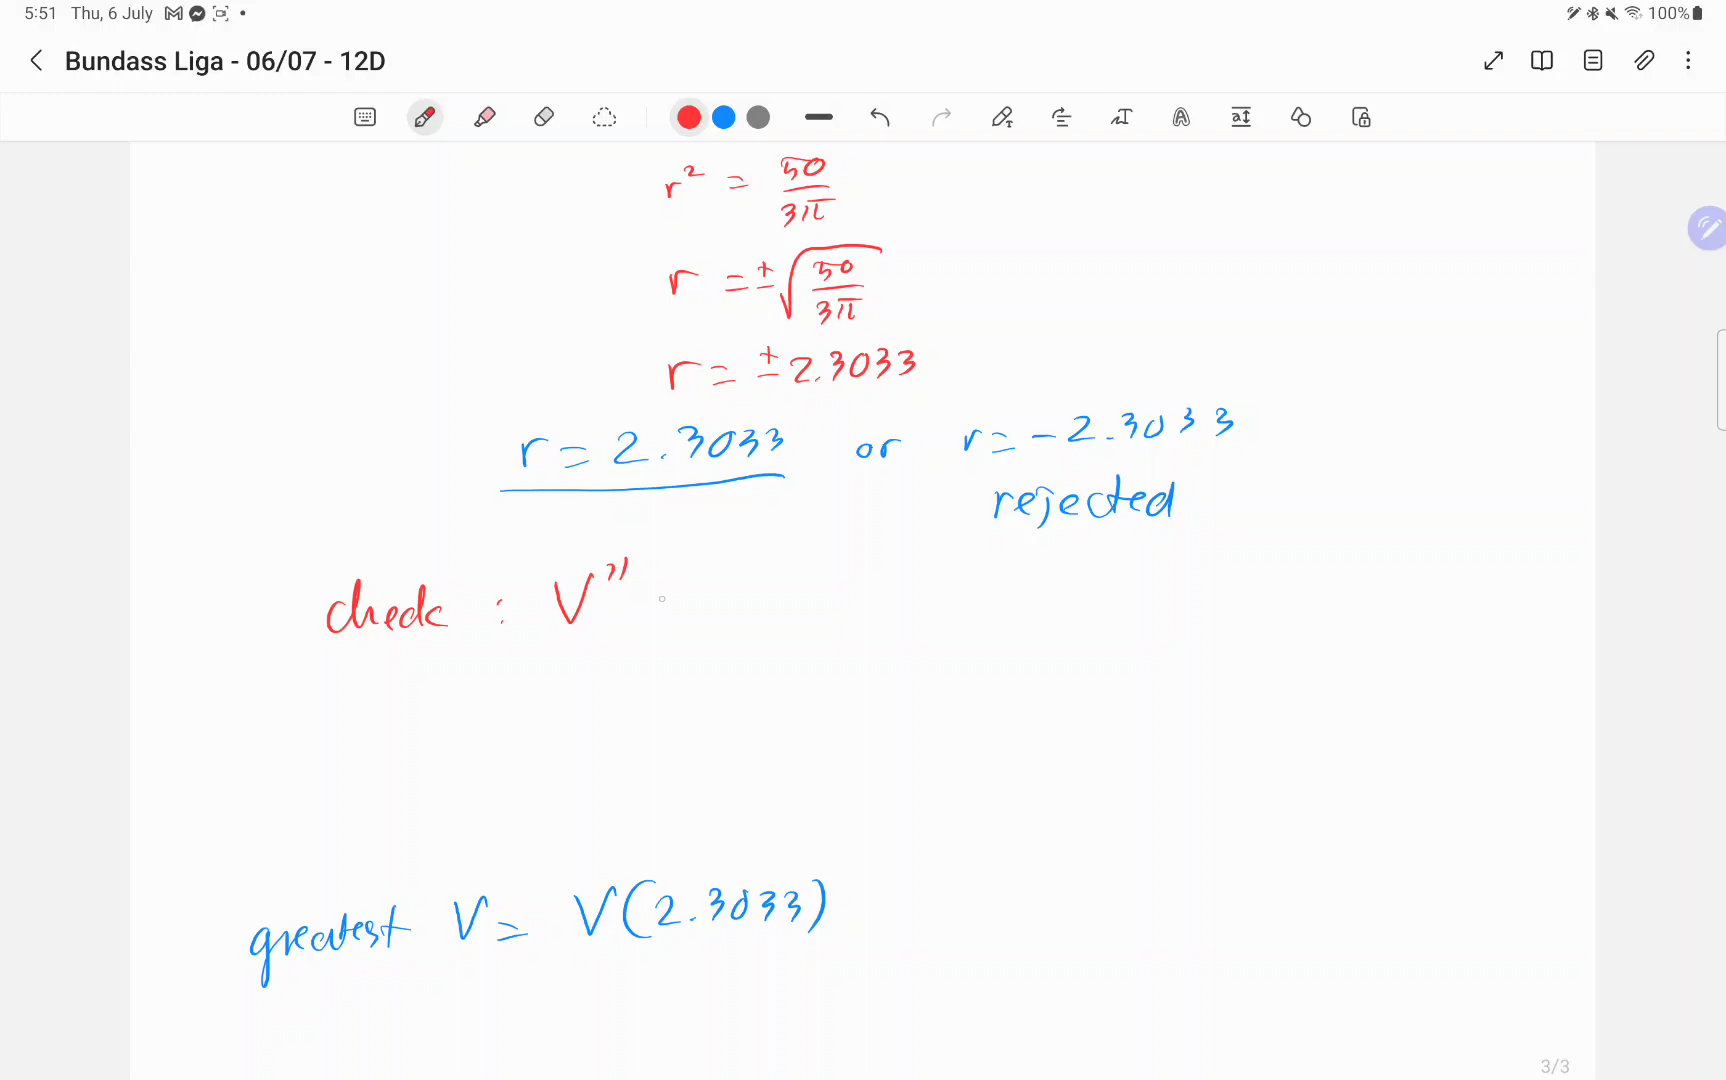 5:51 Thu, 6 July 100%
Bundass Liga - 06/07 - 12D
r² = 50/3π
r = ±√(50/3π)
r = ± 2.3033
r = 2.3033 or r = -2.3033
rejected
check : V''
greatest V = V(2.3033)
3/3